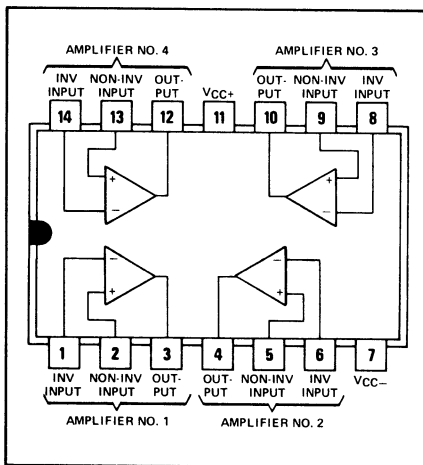 AMPLIFIER NO. 4 AMPLIFIER NO. 3
INV INPUT NON-INV INPUT OUT-PUT VCC+ OUT-PUT NON-INV INPUT INV INPUT
14 13 12 11 10 9 8
+ +
− −
− −
+ +
1 2 3 4 5 6 7
INV INPUT NON-INV INPUT OUT-PUT OUT-PUT NON-INV INPUT INV INPUT VCC−
AMPLIFIER NO. 1 AMPLIFIER NO. 2